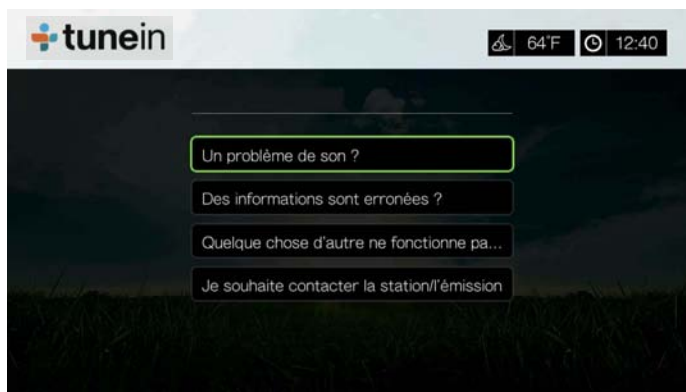 tunein
64°F 12:40
Un problème de son ?
Des informations sont erronées ?
Quelque chose d'autre ne fonctionne pa...
Je souhaite contacter la station/l'émission